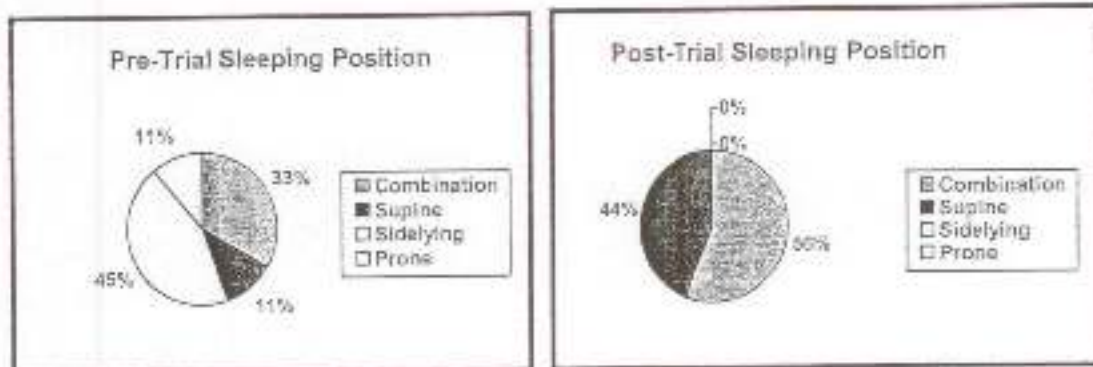 Pre-Trial Sleeping Position
11%
33%
45%
11%
Combination
Supine
Sidelying
Prone
Post-Trial Sleeping Position
0%
0%
44%
56%
Combination
Supine
Sidelying
Prone